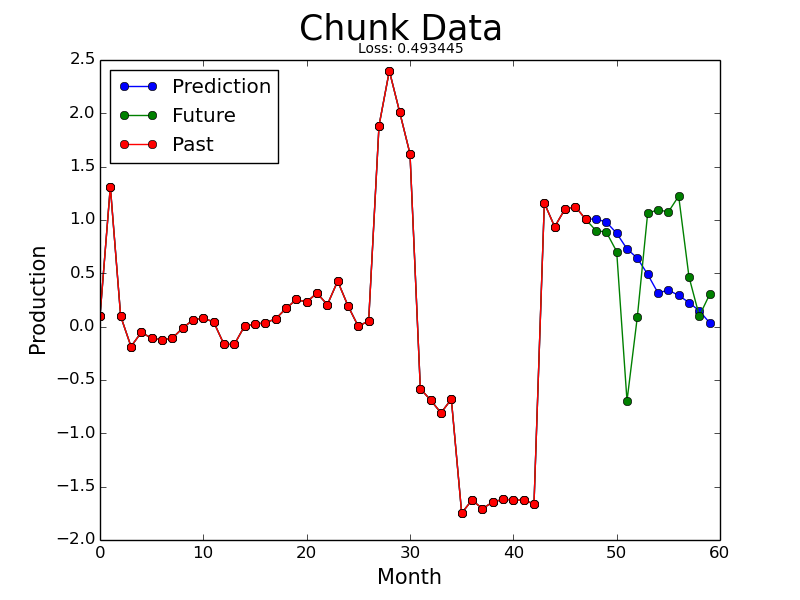 Chunk Data
Loss: 0.493445
Prediction
Future
Past
Production
2.5
2.0
1.5
1.0
0.5
0.0
−0.5
−1.0
−1.5
−2.0
0 10 20 30 40 50 60
Month